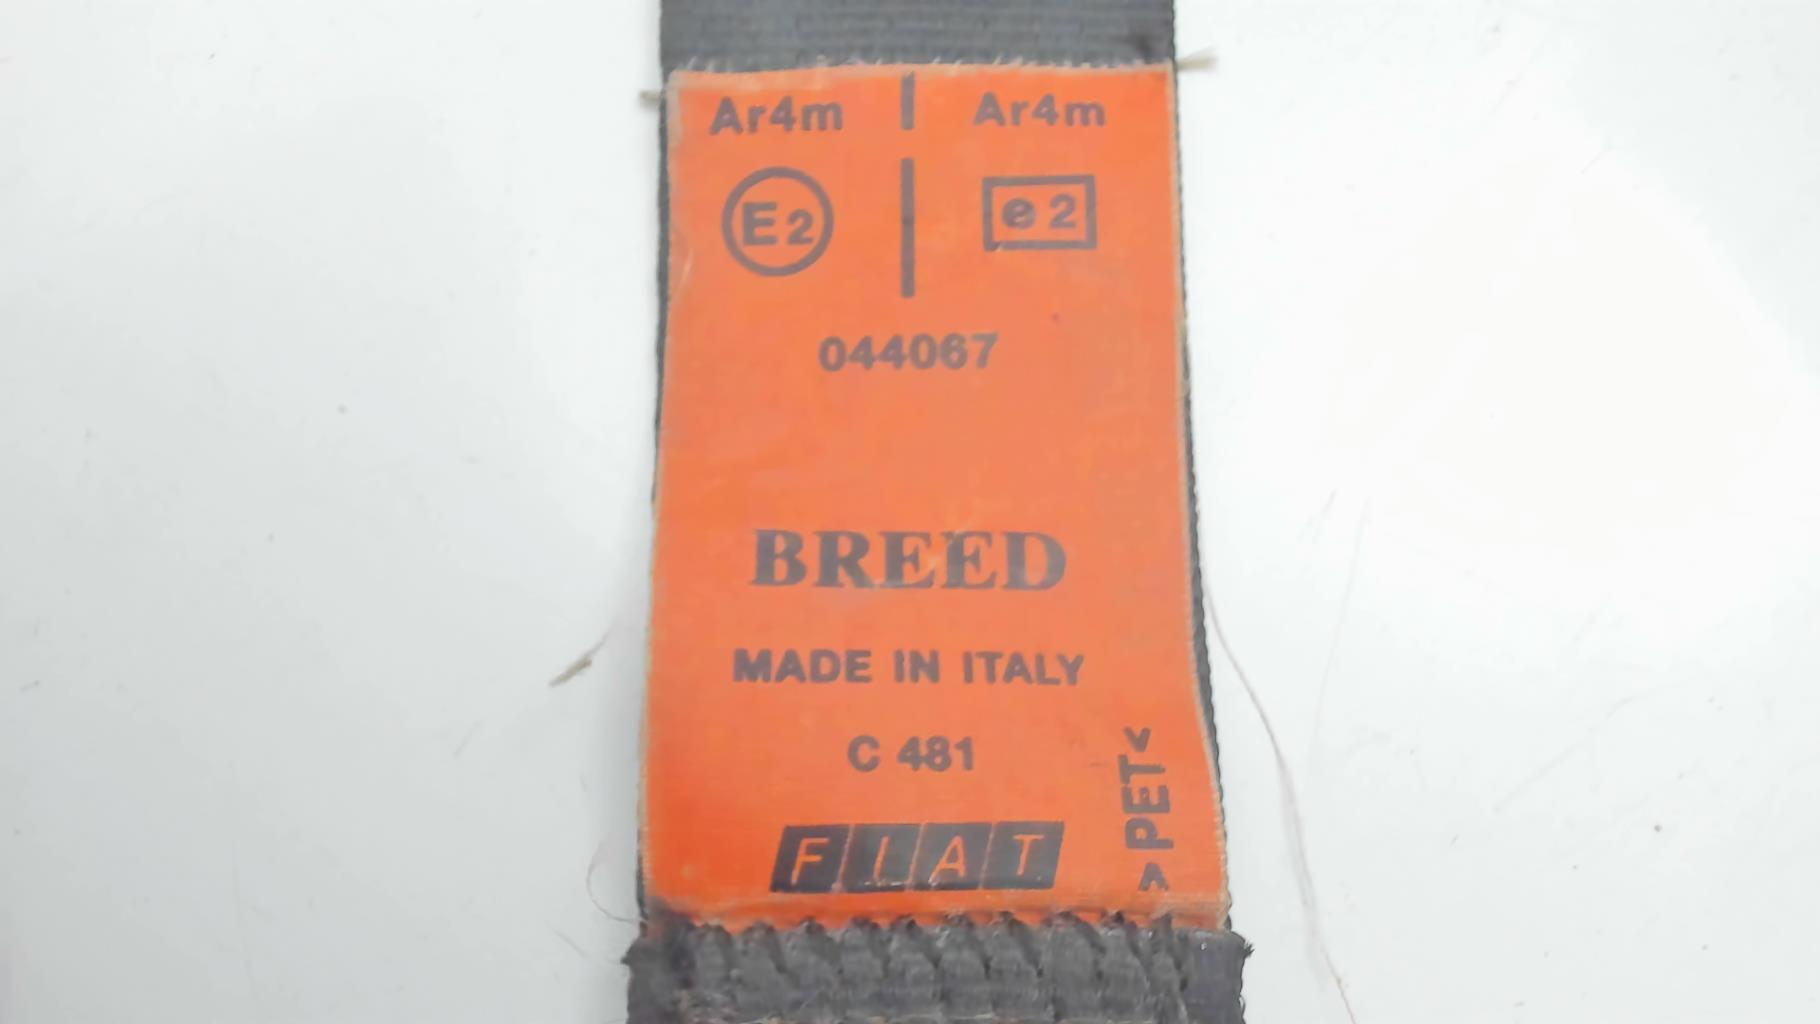 Ar4m | Ar4m
E2 | e2
044067
BREED
MADE IN ITALY
C 481
>PET<
FIAT